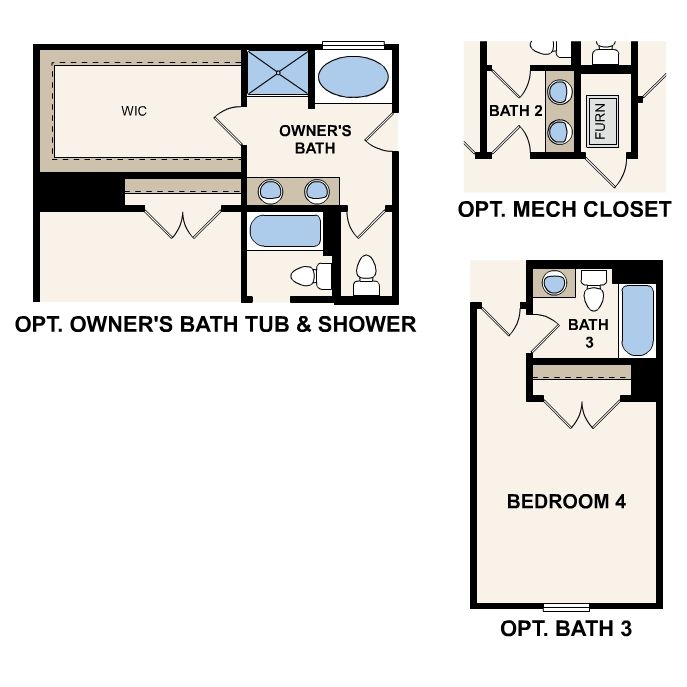 WIC
OWNER'S
BATH
OPT. OWNER'S BATH TUB & SHOWER
BATH 2
FURN
OPT. MECH CLOSET
BATH
3
BEDROOM 4
OPT. BATH 3